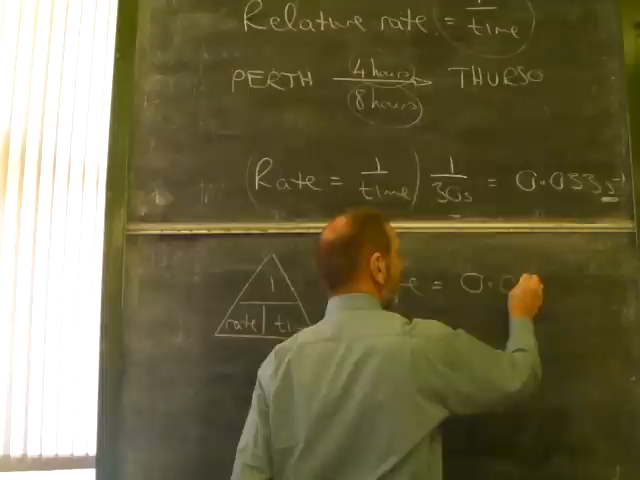 Relative rate = 1/time
PERTH 4 hours / 8 hours → THURSO
(Rate = 1/time) 1/30s = 0.033 s⁻¹
1
rate | ti
e = 0.0